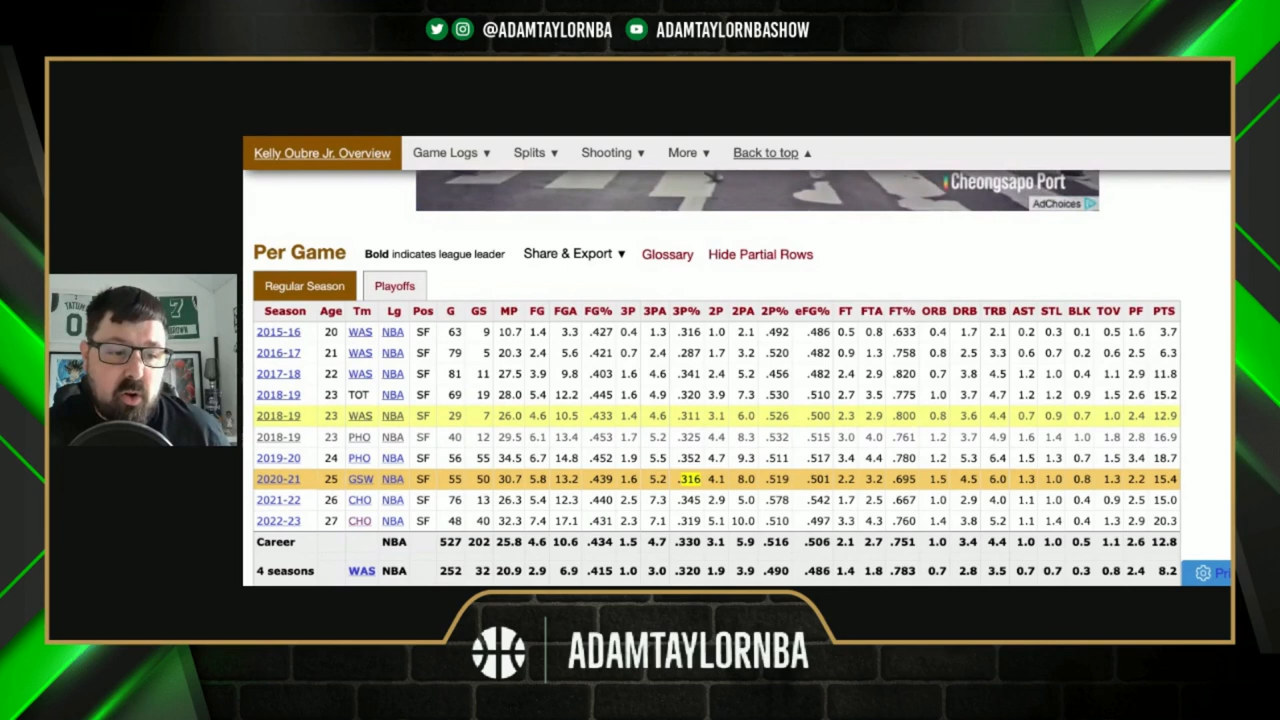 @ADAMTAYLORNBA ADAMTAYLORNBASHOW
Kelly Oubre Jr. Overview Game Logs ▼ Splits ▼ Shooting ▼ More ▼ Back to top ▲
Cheongsapo Port
AdChoices
Per Game Bold indicates league leader Share & Export ▼ Glossary Hide Partial Rows
Regular Season Playoffs
Season Age Tm Lg Pos G GS MP FG FGA FG% 3P 3PA 3P% 2P 2PA 2P% eFG% FT FTA FT% ORB DRB TRB AST STL BLK TOV PF PTS
2015-16 20 WAS NBA SF 63 9 10.7 1.4 3.3 .427 0.4 1.3 .316 1.0 2.1 .492 .486 0.5 0.8 .633 0.4 1.7 2.1 0.2 0.3 0.1 0.5 1.6 3.7
2016-17 21 WAS NBA SF 79 5 20.3 2.4 5.6 .421 0.7 2.4 .287 1.7 3.2 .520 .482 0.9 1.3 .758 0.8 2.5 3.3 0.6 0.7 0.2 0.6 2.5 6.3
2017-18 22 WAS NBA SF 81 11 27.5 3.9 9.8 .403 1.6 4.6 .341 2.4 5.2 .456 .482 2.4 2.9 .820 0.7 3.8 4.5 1.2 1.0 0.4 1.1 2.9 11.8
2018-19 23 TOT NBA SF 69 19 28.0 5.4 12.2 .445 1.6 4.9 .320 3.9 7.3 .530 .510 2.7 3.5 .775 1.0 3.7 4.7 1.2 1.2 0.9 1.5 2.6 15.2
2018-19 23 WAS NBA SF 29 7 26.0 4.6 10.5 .433 1.4 4.6 .311 3.1 6.0 .526 .500 2.3 2.9 .800 0.8 3.6 4.4 0.7 0.9 0.7 1.0 2.4 12.9
2018-19 23 PHO NBA SF 40 12 29.5 6.1 13.4 .453 1.7 5.2 .325 4.4 8.3 .532 .515 3.0 4.0 .761 1.2 3.7 4.9 1.6 1.4 1.0 1.8 2.8 16.9
2019-20 24 PHO NBA SF 56 55 34.5 6.7 14.8 .452 1.9 5.5 .352 4.7 9.3 .511 .517 3.4 4.4 .780 1.2 5.3 6.4 1.5 1.3 0.7 1.5 3.4 18.7
2020-21 25 GSW NBA SF 55 50 30.7 5.8 13.2 .439 1.6 5.2 .316 4.1 8.0 .519 .501 2.2 3.2 .695 1.5 4.5 6.0 1.3 1.0 0.8 1.3 2.2 15.4
2021-22 26 CHO NBA SF 76 13 26.3 5.4 12.3 .440 2.5 7.3 .345 2.9 5.0 .578 .542 1.7 2.5 .667 1.0 2.9 4.0 1.1 1.0 0.4 0.9 2.5 15.0
2022-23 27 CHO NBA SF 48 40 32.3 7.4 17.1 .431 2.3 7.1 .319 5.1 10.0 .510 .497 3.3 4.3 .760 1.4 3.8 5.2 1.1 1.4 0.4 1.3 2.9 20.3
Career NBA 527 202 25.8 4.6 10.6 .434 1.5 4.7 .330 3.1 5.9 .516 .506 2.1 2.7 .751 1.0 3.4 4.4 1.0 1.0 0.5 1.1 2.6 12.8
4 seasons WAS NBA 252 32 20.9 2.9 6.9 .415 1.0 3.0 .320 1.9 3.9 .490 .486 1.4 1.8 .783 0.7 2.8 3.5 0.7 0.7 0.3 0.8 2.4 8.2
TATUM
0
7
ADAMTAYLORNBA